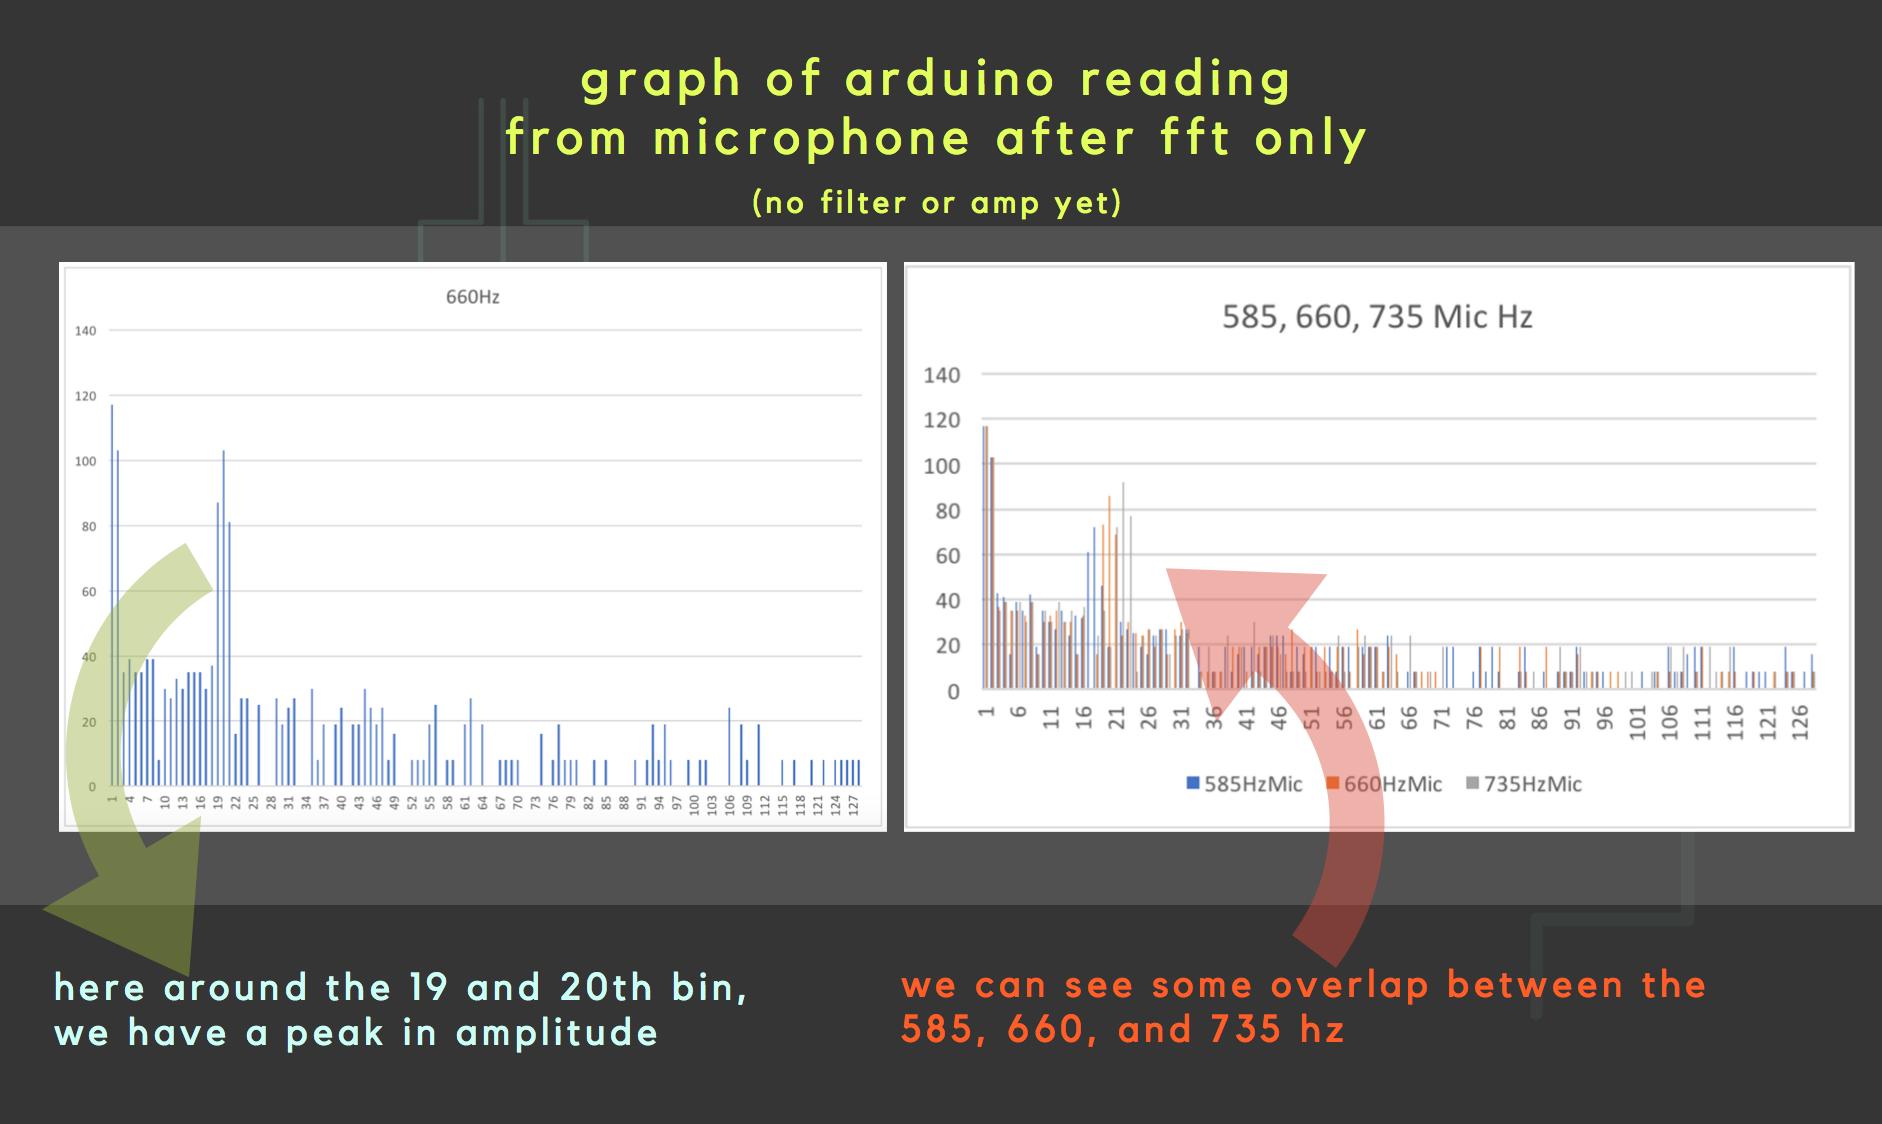 graph of arduino reading
from microphone after fft only
(no filter or amp yet)
660Hz
140
120
100
80
60
40
20
0
1 4 7 10 13 16 19 22 25 28 31 34 37 40 43 46 49 52 55 58 61 64 67 70 73 76 79 82 85 88 91 94 97 100 103 106 109 112 115 118 121 124 127
585, 660, 735 Mic Hz
140
120
100
80
60
40
20
0
1 6 11 16 21 26 31 36 41 46 51 56 61 66 71 76 81 86 91 96 101 106 111 116 121 126
585HzMic 660HzMic 735HzMic
here around the 19 and 20th bin,
we have a peak in amplitude
we can see some overlap between the
585, 660, and 735 hz